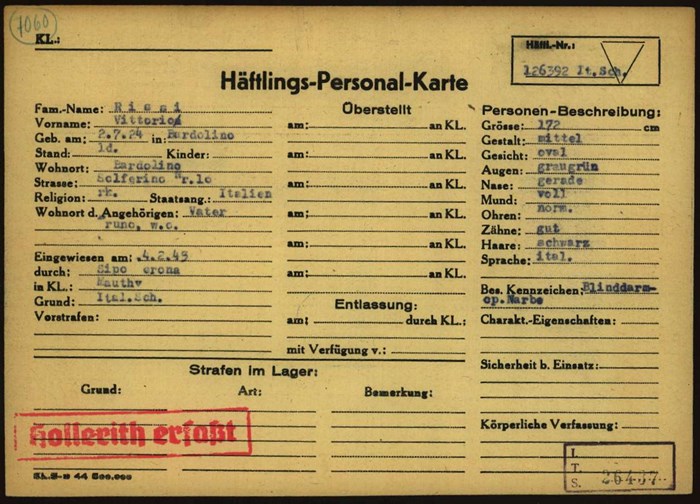 7060
KL.:
Häftl.-Nr.:
126392 It.Sch.
Häftlings-Personal-Karte
Fam.-Name: R i g n i
Vorname: Vittorio
Geb. am: 2.7.24 in: Bardolino
Stand: ld. Kinder:
Wohnort: Bardolino
Strasse: Solferino Nr.10
Religion: rk. Staatsang.: Italien
Wohnort d. Angehörigen: Vater
runo, w.o.
Eingewiesen am: 4.2.45
durch: Sipo erona
in KL.: Mauth
Grund: Ital.Sch.
Vorstrafen:
Überstellt
am: an KL.
am: an KL.
am: an KL.
am: an KL.
am: an KL.
am: an KL.
Entlassung:
am: durch KL.:
mit Verfügung v.:
Personen-Beschreibung:
Grösse: 172 cm
Gestalt: mittel
Gesicht: oval
Augen: graugrün
Nase: gerade
Mund: voll
Ohren: norm.
Zähne: gut
Haare: schwarz
Sprache: ital.
Bes. Kennzeichen: Blinddarm-
op.Narbe
Charakt.-Eigenschaften:
Sicherheit b. Einsatz:
Körperliche Verfassung:
Strafen im Lager:
Grund: Art: Bemerkung:
Hollerith erfaßt
I.
T.
S. 26437